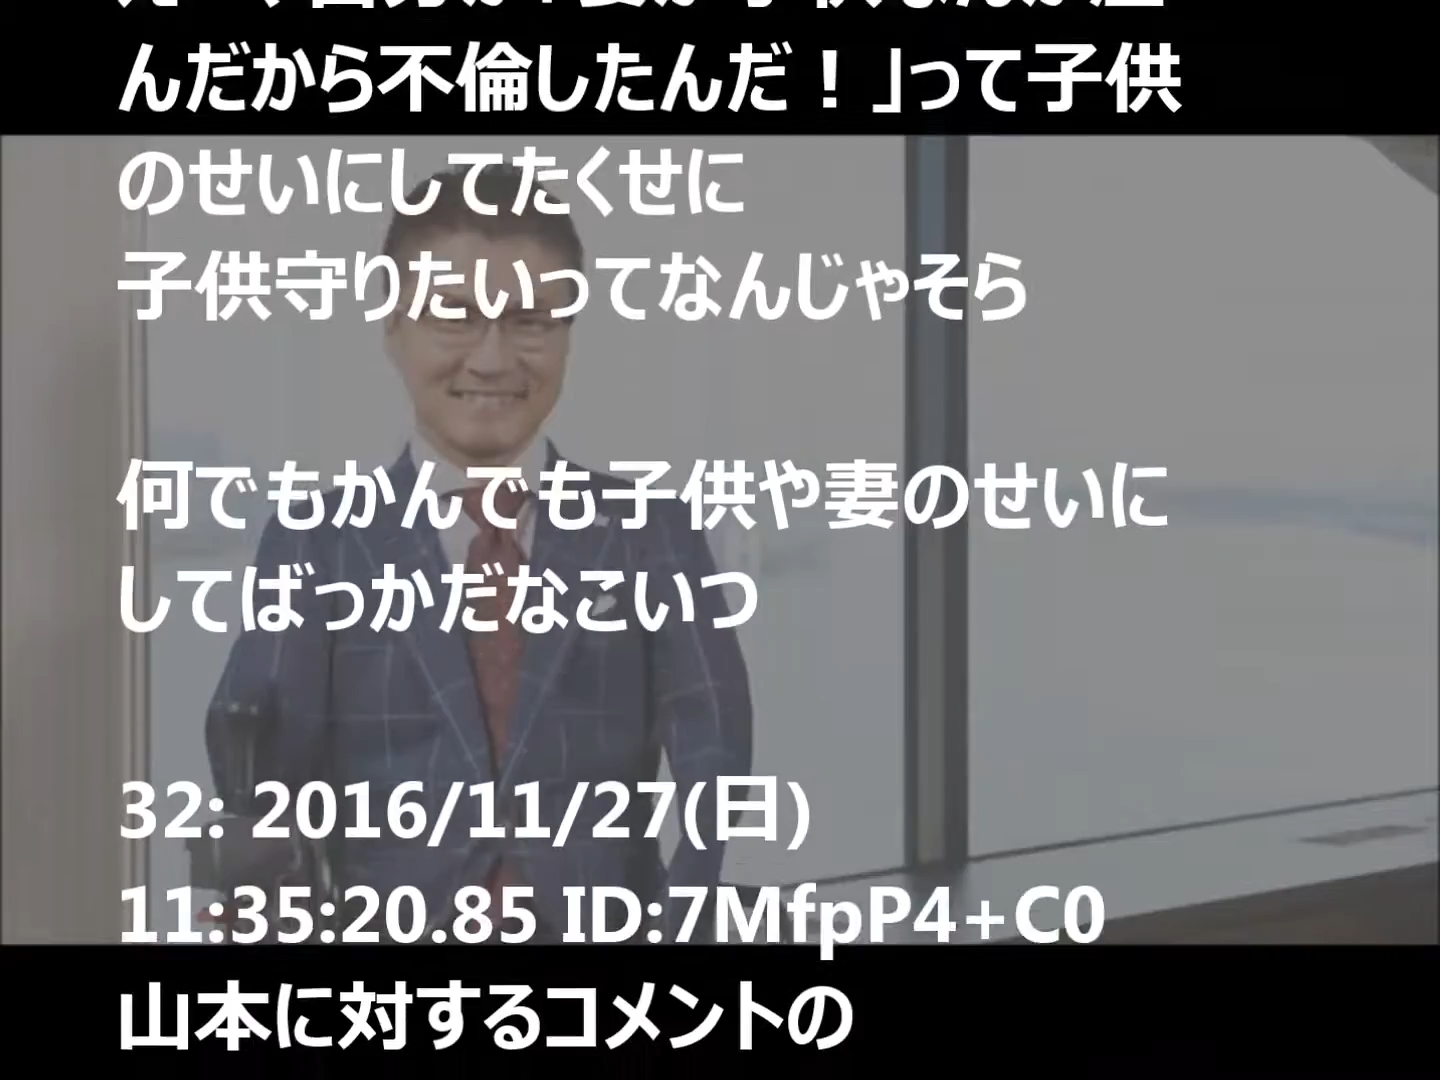 んだから不倫したんだ！」って子供
のせいにしてたくせに
子供守りたいってなんじゃそら
何でもかんでも子供や妻のせいに
してばっかだなこいつ
32: 2016/11/27(日)
11:35:20.85 ID:7MfpP4+C0
山本に対するコメントの